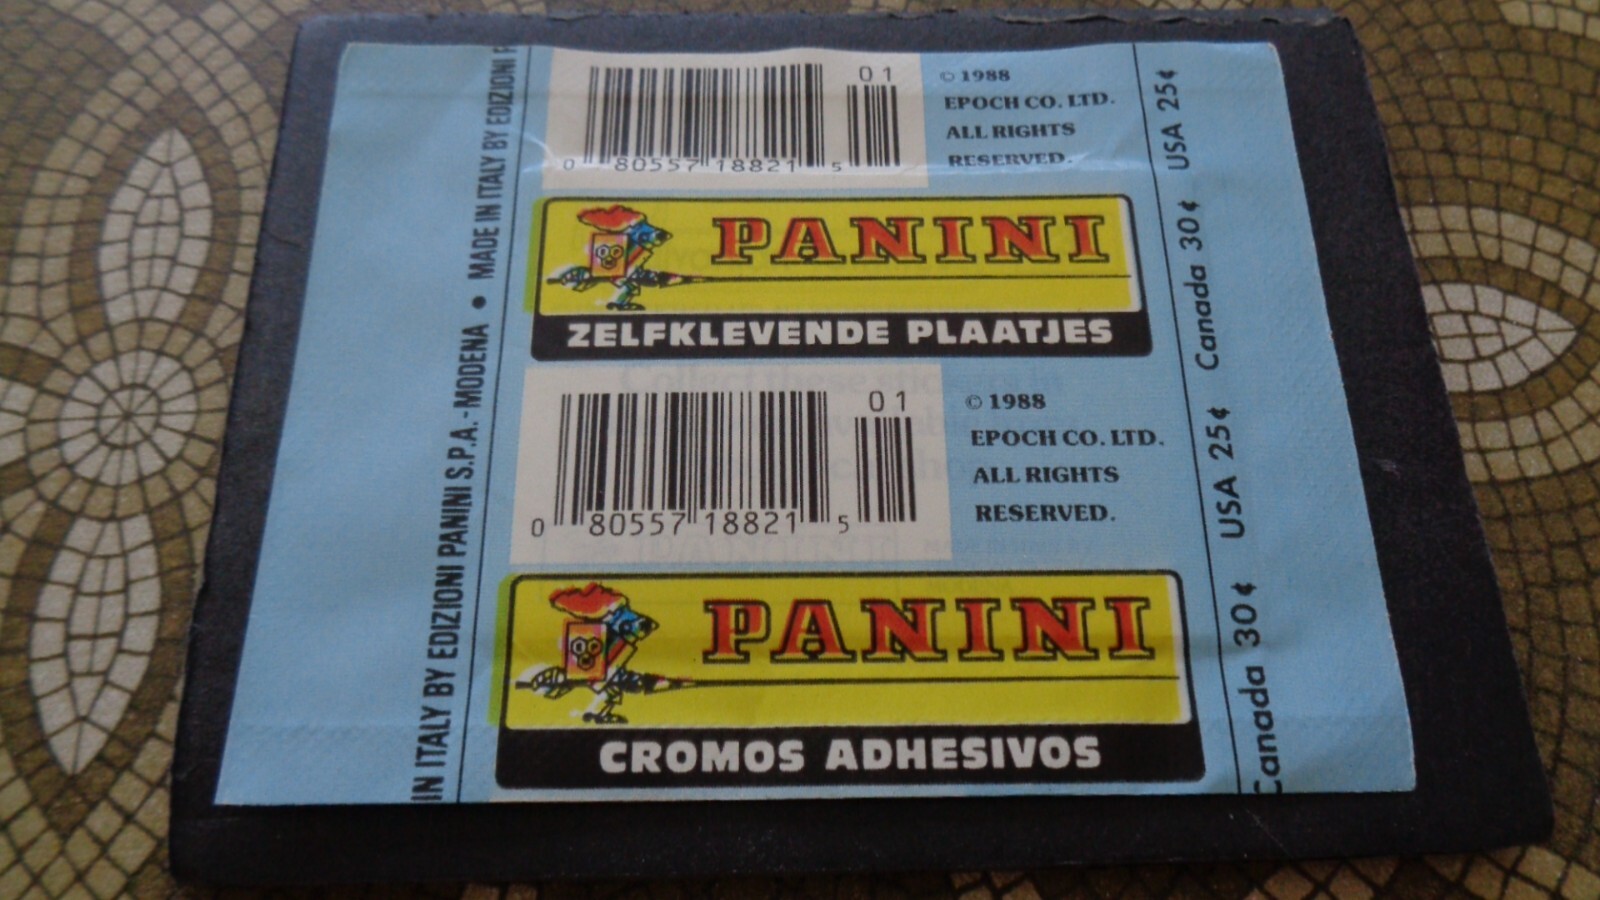 01
© 1988
EPOCH CO. LTD.
ALL RIGHTS
RESERVED.
0 80557 18821 5
PANINI
ZELFKLEVENDE PLAATJES
01
© 1988
EPOCH CO. LTD.
ALL RIGHTS
RESERVED.
0 80557 18821 5
PANINI
CROMOS ADHESIVOS
IN ITALY BY EDIZIONI PANINI S.P.A.-MODENA • MADE IN ITALY BY EDIZIONI P
Canada 30¢ USA 25¢ Canada 30¢ USA 25¢